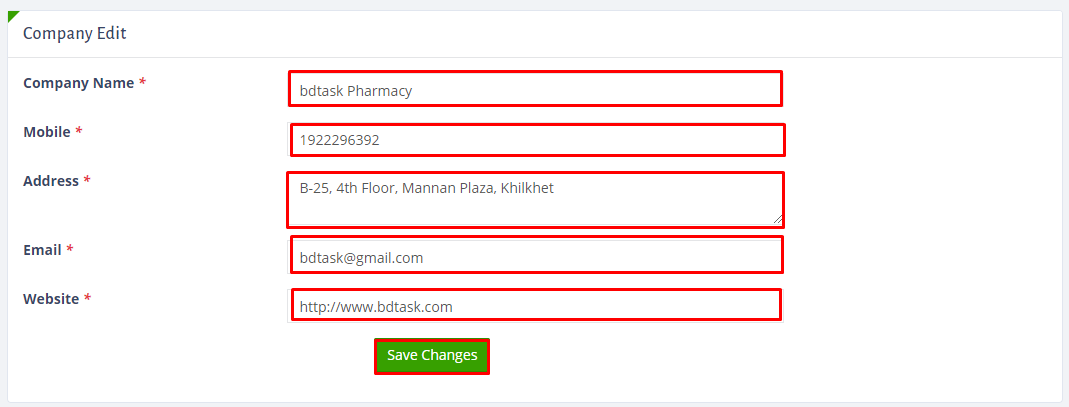 Company Edit
Company Name *
bdtask Pharmacy
Mobile *
1922296392
Address *
B-25, 4th Floor, Mannan Plaza, Khilkhet
Email *
bdtask@gmail.com
Website *
http://www.bdtask.com
Save Changes